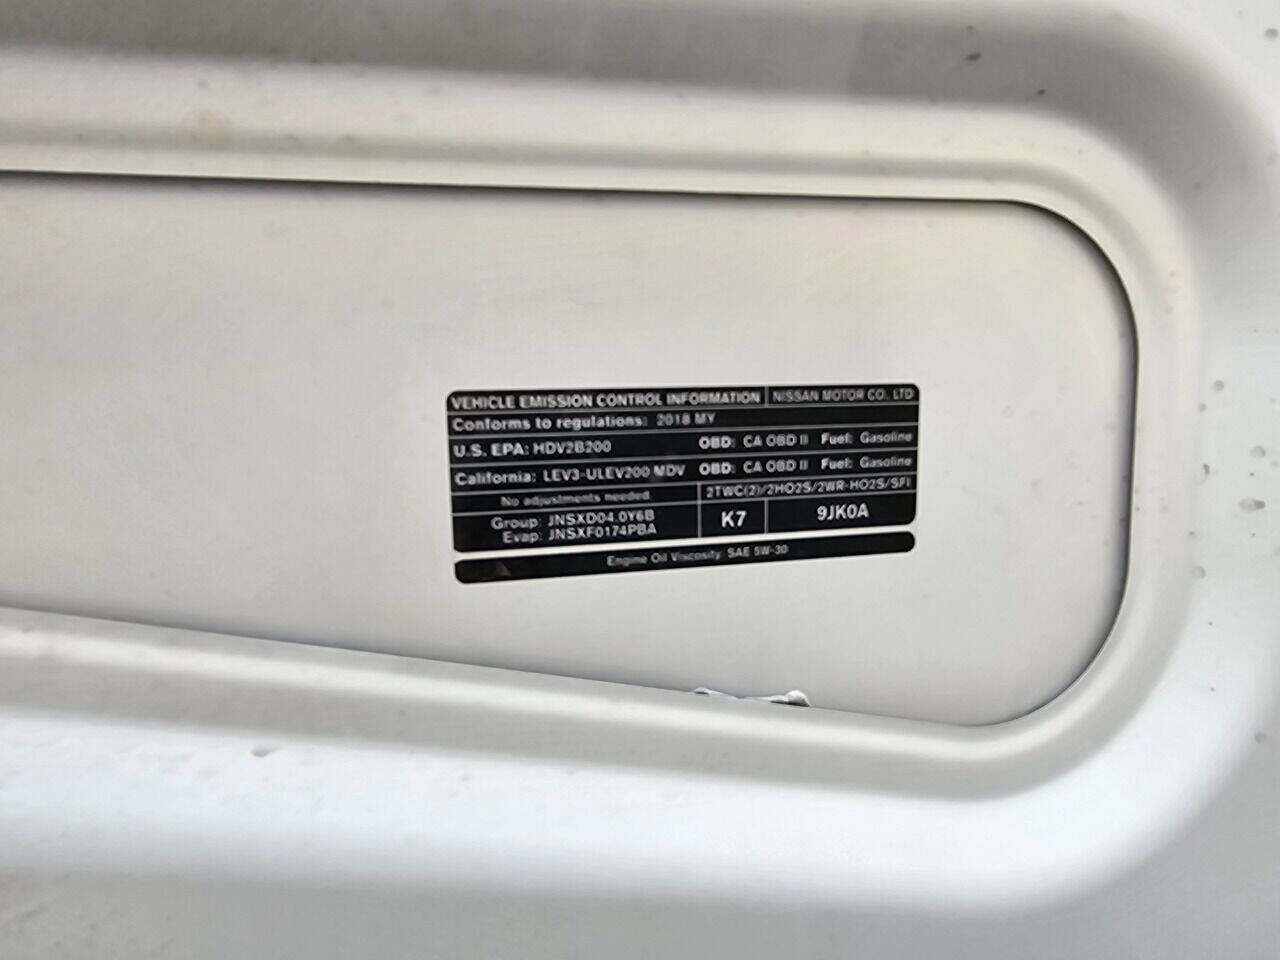 VEHICLE EMISSION CONTROL INFORMATION NISSAN MOTOR CO., LTD
Conforms to regulations: 2018 MY
U.S. EPA: HDV2B200 OBD: CA OBD II Fuel: Gasoline
California: LEV3-ULEV200 MDV OBD: CA OBD II Fuel: Gasoline
No adjustments needed 2TWC(2)/2HO2S/2WR-HO2S/SFI
Group: JNSXD04.0Y6B K7 9JK0A
Evap: JNSXF0174PBA
Engine Oil Viscosity SAE 5W-30